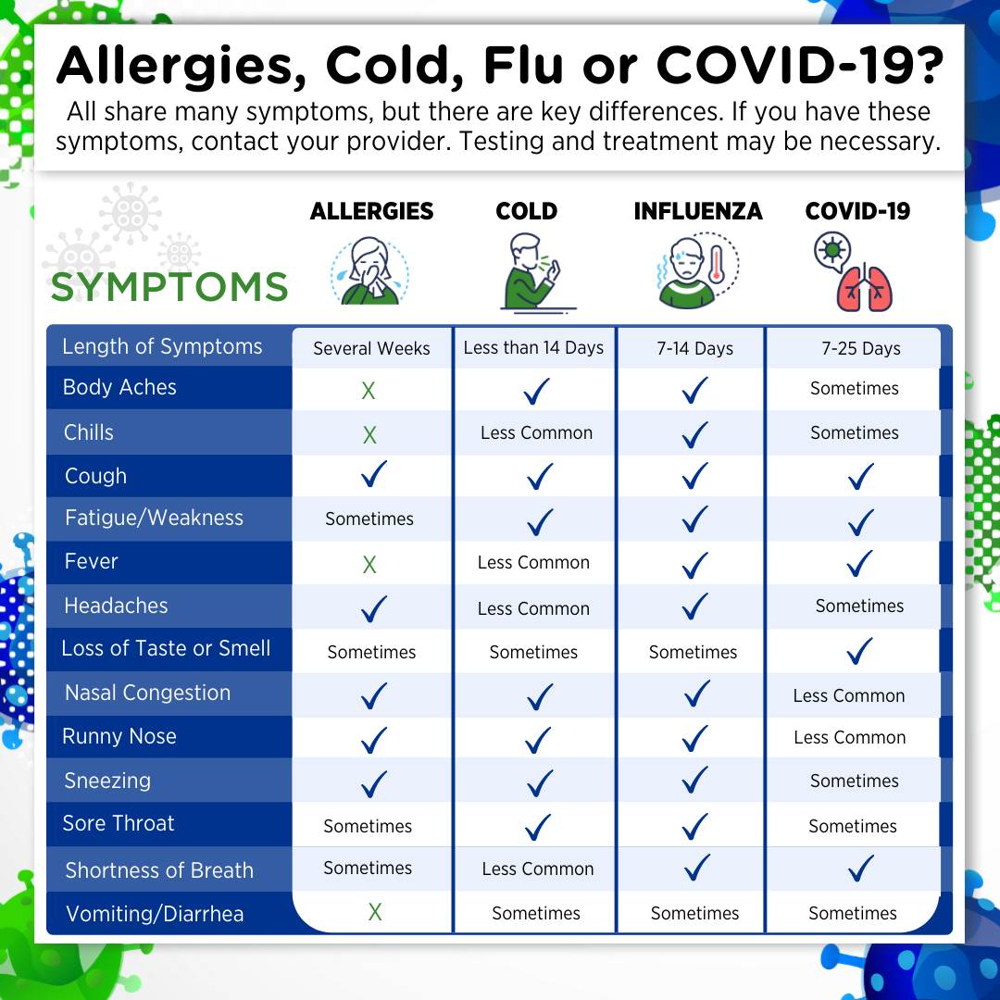 Allergies, Cold, Flu or COVID-19?
All share many symptoms, but there are key differences. If you have these
symptoms, contact your provider. Testing and treatment may be necessary.
ALLERGIES COLD INFLUENZA COVID-19
SYMPTOMS
Length of Symptoms Several Weeks Less than 14 Days 7-14 Days 7-25 Days
Body Aches X ✓ ✓ Sometimes
Chills X Less Common ✓ Sometimes
Cough ✓ ✓ ✓ ✓
Fatigue/Weakness Sometimes ✓ ✓ ✓
Fever X Less Common ✓ ✓
Headaches ✓ Less Common ✓ Sometimes
Loss of Taste or Smell Sometimes Sometimes Sometimes ✓
Nasal Congestion ✓ ✓ ✓ Less Common
Runny Nose ✓ ✓ ✓ Less Common
Sneezing ✓ ✓ ✓ Sometimes
Sore Throat Sometimes ✓ ✓ Sometimes
Shortness of Breath Sometimes Less Common ✓ ✓
Vomiting/Diarrhea X Sometimes Sometimes Sometimes